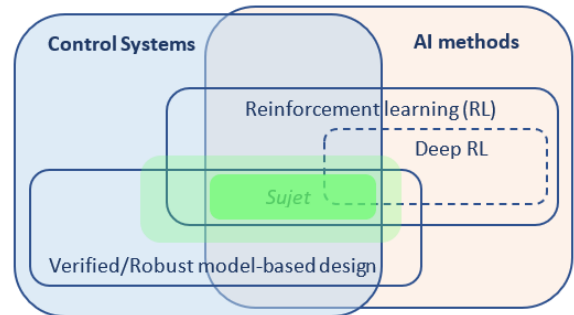 Control Systems
AI methods
Reinforcement learning (RL)
Deep RL
Sujet
Verified/Robust model-based design